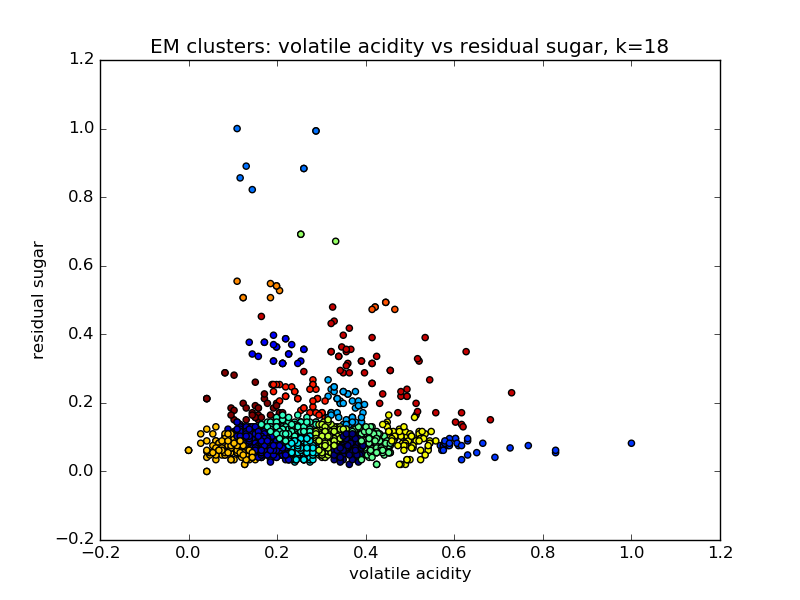 EM clusters: volatile acidity vs residual sugar, k=18
1.2
1.0
0.8
0.6
0.4
0.2
0.0
−0.2
residual sugar
−0.2 0.0 0.2 0.4 0.6 0.8 1.0 1.2
volatile acidity